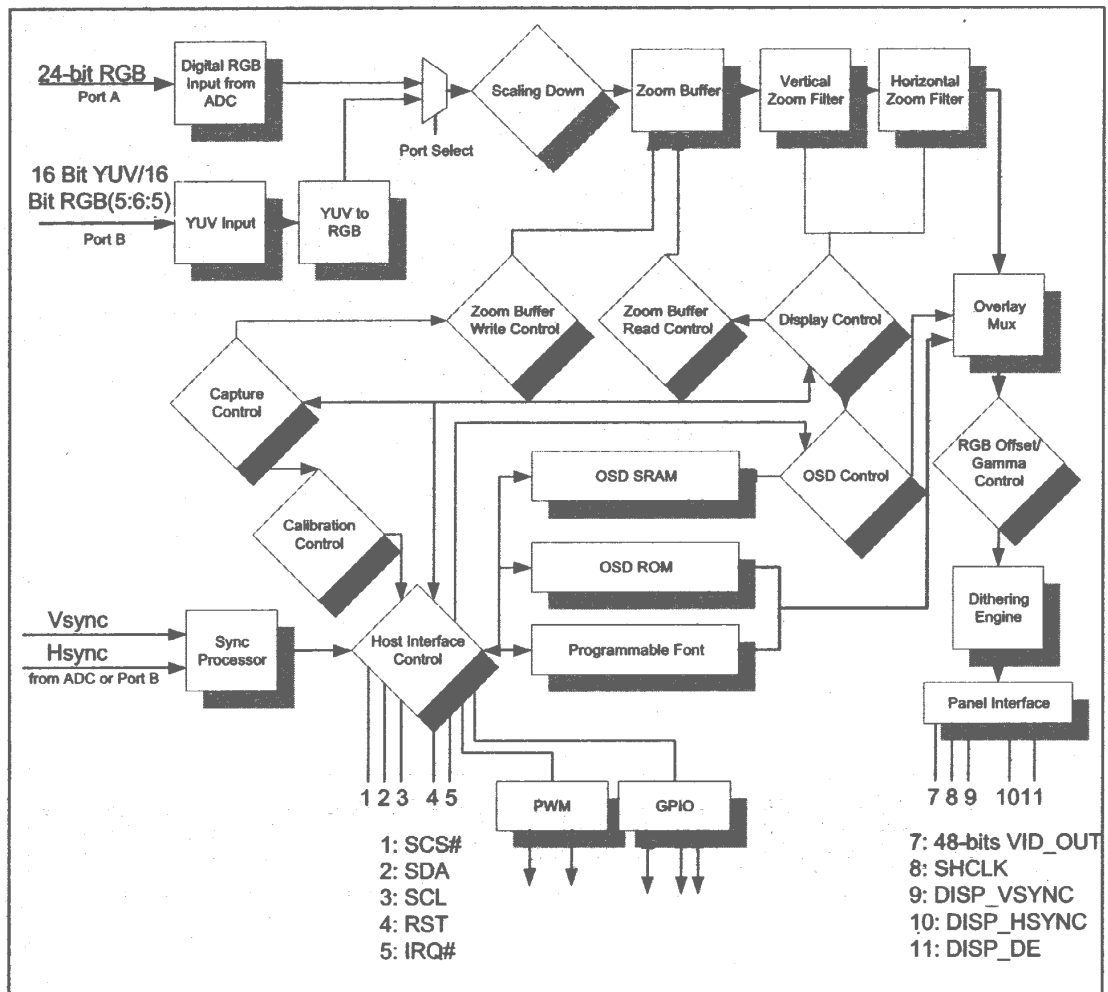 24-bit RGB
Port A
Digital RGB
Input from
ADC
Port Select
Scaling Down
Zoom Buffer
Vertical
Zoom Filter
Horizontal
Zoom Filter
16 Bit YUV/16
Bit RGB(5:6:5)
Port B
YUV Input
YUV to
RGB
Zoom Buffer
Write Control
Zoom Buffer
Read Control
Display Control
Overlay
Mux
Capture
Control
RGB Offset/
Gamma
Control
OSD SRAM
OSD Control
Calibration
Control
OSD ROM
Dithering
Engine
Vsync
Hsync
from ADC or Port B
Sync
Processor
Host Interface
Control
Programmable Font
Panel Interface
1 2 3 4 5
PWM
GPIO
7 8 9 10 11
1: SCS#
2: SDA
3: SCL
4: RST
5: IRQ#
7: 48-bits VID_OUT
8: SHCLK
9: DISP_VSYNC
10: DISP_HSYNC
11: DISP_DE